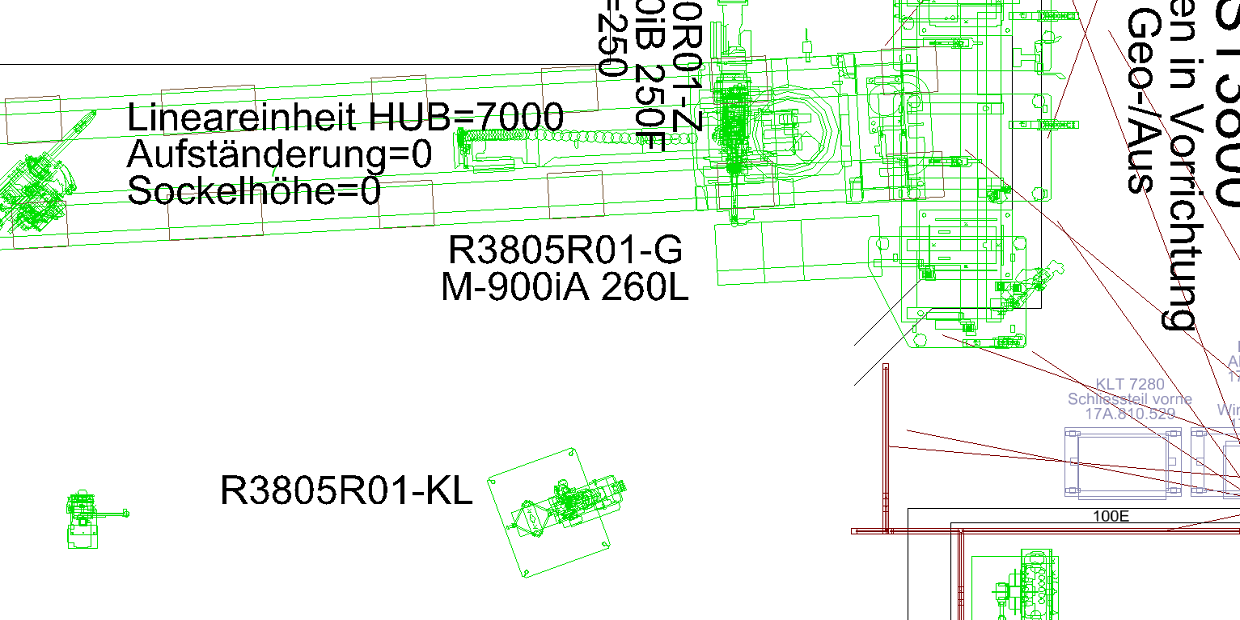 Lineareinheit HUB=7000
Aufständerung=0
Sockelhöhe=0
=250
0iB 250F
0R01-Z
R3805R01-G
M-900iA 260L
ST3800
en in Vorrichtung
Geo-/Aus
KLT 7280
Schliessteil vorne
17A.810.529
R3805R01-KL
100E